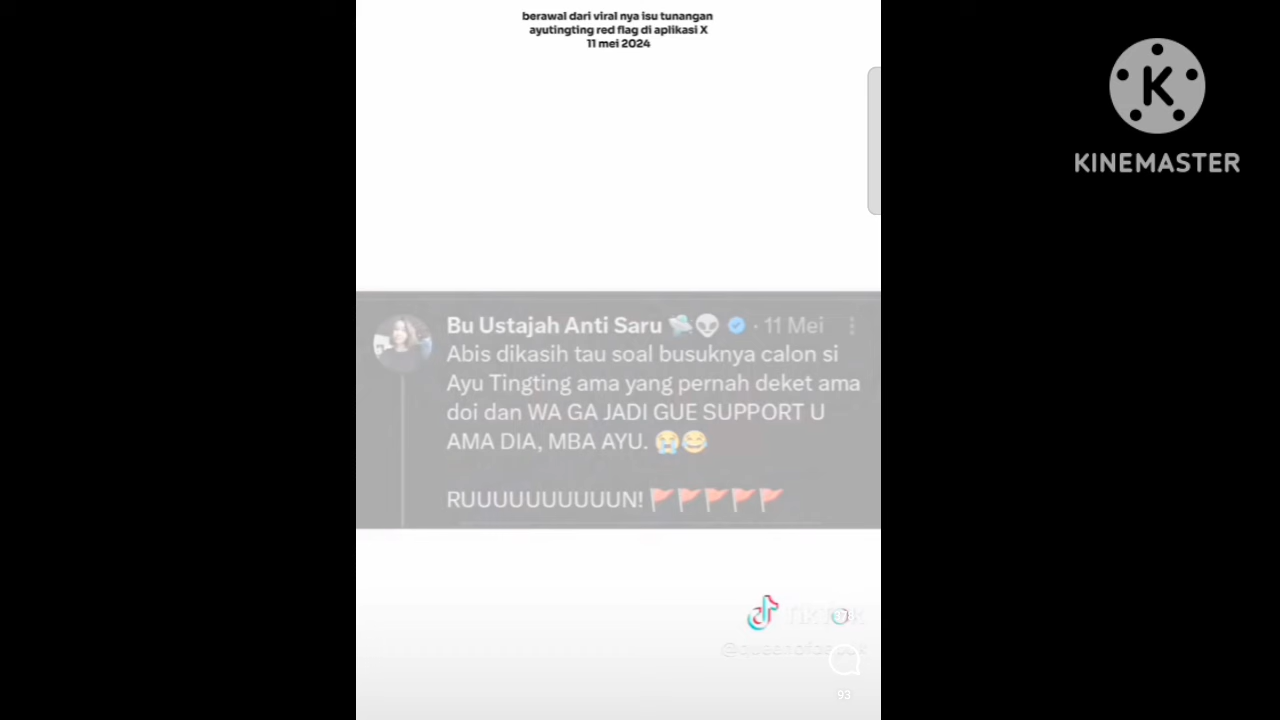 berawal dari viral nya isu tunangan
ayutingting red flag di aplikasi X
11 mei 2024
K
KINEMASTER
Bu Ustajah Anti Saru 🛸👽 · 11 Mei
Abis dikasih tau soal busuknya calon si
Ayu Tingting ama yang pernah deket ama
doi dan WA GA JADI GUE SUPPORT U
AMA DIA, MBA AYU. 😭😂
RUUUUUUUUUUN! 🚩🚩🚩🚩🚩
TikTok
93